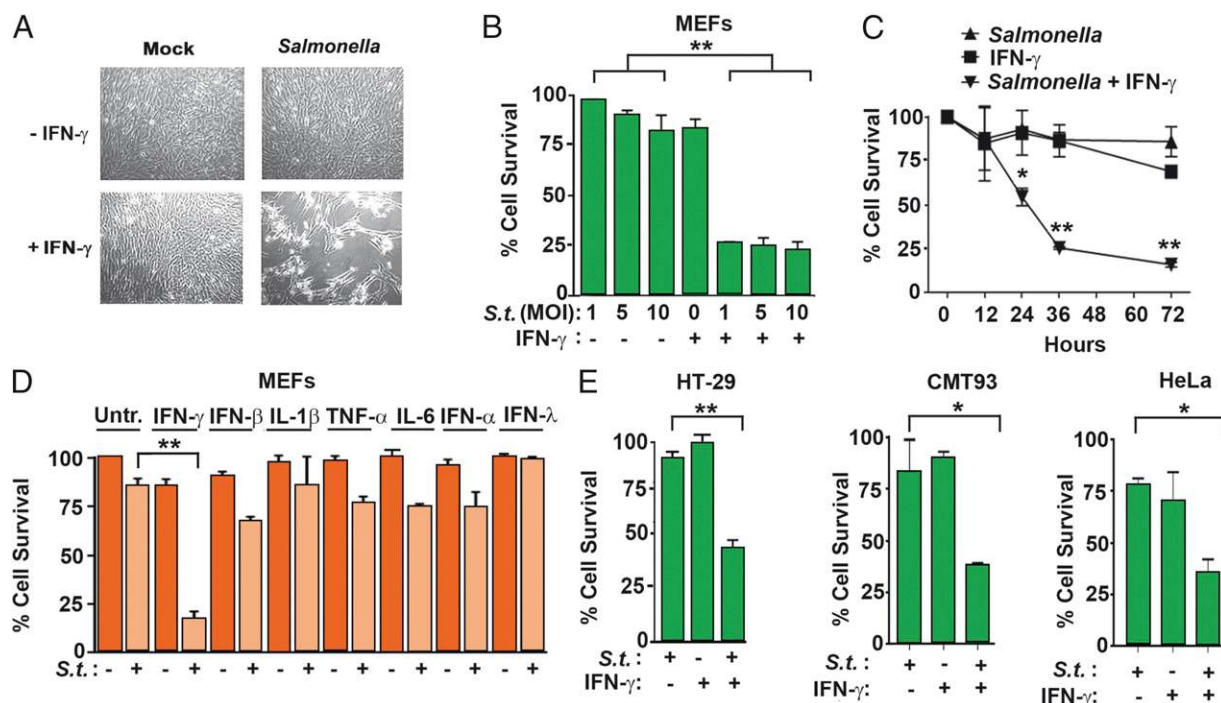 A
Mock Salmonella
- IFN-γ
+ IFN-γ
B
MEFs
**
100
75
50
25
0
% Cell Survival
S.t. (MOI): 1 5 10 0 1 5 10
IFN-γ : - - - + + + +
C
Salmonella
IFN-γ
Salmonella + IFN-γ
100
75
50
25
0
% Cell Survival
*
**
**
0 12 24 36 48 60 72
Hours
D
MEFs
Untr. IFN-γ IFN-β IL-1β TNF-α IL-6 IFN-α IFN-λ
**
100
75
50
25
0
% Cell Survival
S.t. : - + - + - + - + - + - + - + - +
E
HT-29
**
100
75
50
25
0
% Cell Survival
S.t. : + - +
IFN-γ: - + +
CMT93
*
100
75
50
25
0
% Cell Survival
S.t. : + - +
IFN-γ: - + +
HeLa
*
100
75
50
25
0
% Cell Survival
S.t. : + - +
IFN-γ: - + +